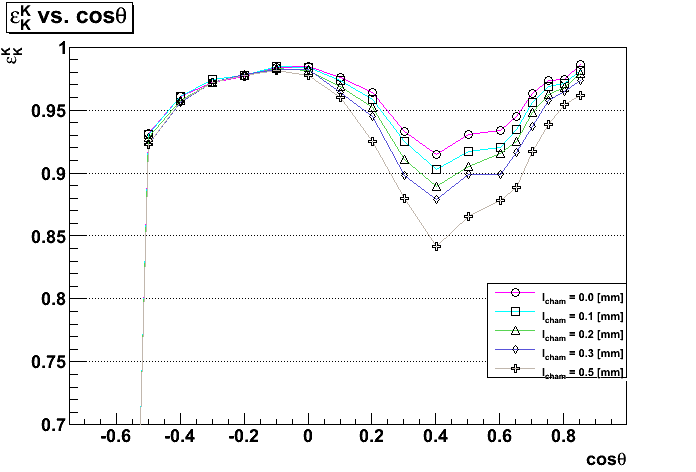 ε_K^K vs. cosθ
ε_K^K
1
0.95
0.9
0.85
0.8
0.75
0.7
l_cham = 0.0 [mm]
l_cham = 0.1 [mm]
l_cham = 0.2 [mm]
l_cham = 0.3 [mm]
l_cham = 0.5 [mm]
-0.6 -0.4 -0.2 0 0.2 0.4 0.6 0.8
cosθ